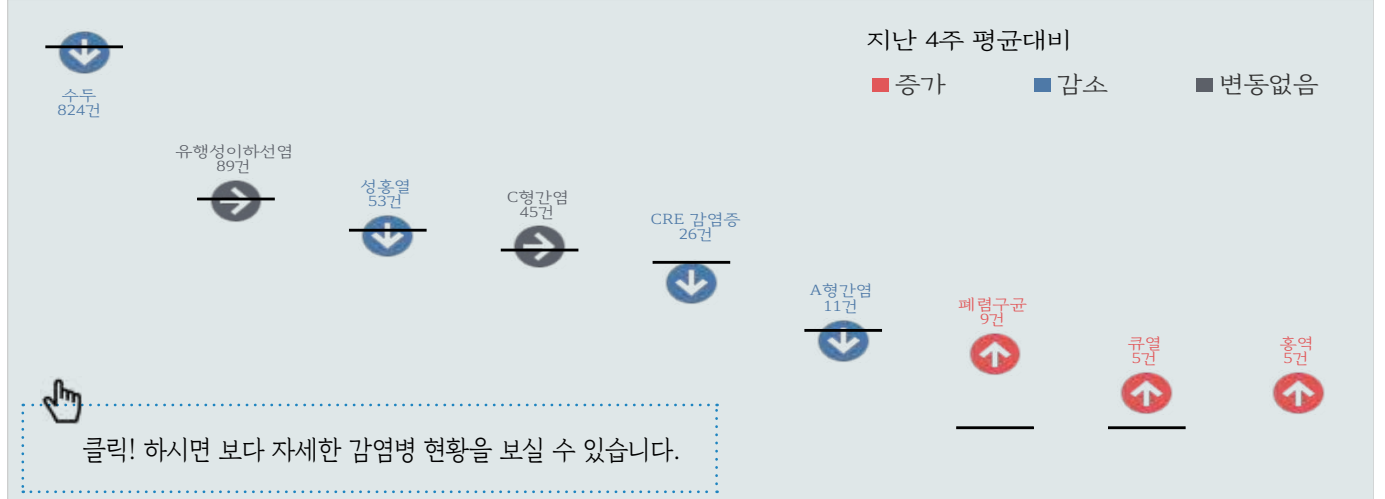 지난 4주 평균대비
증가 감소 변동없음
수두
824건
유행성이하선염
89건
성홍열
53건
C형간염
45건
CRE 감염증
26건
A형간염
11건
폐렴구균
9건
큐열
5건
홍역
5건
클릭! 하시면 보다 자세한 감염병 현황을 보실 수 있습니다.